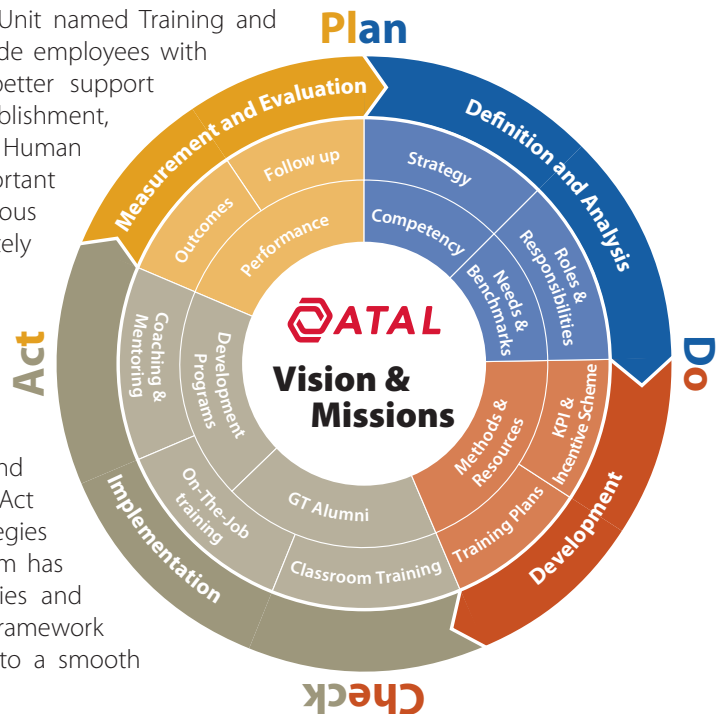 Unit named Training and
de employees with
better support
blishment,
Human
ortant
ious
tely
nd
Act
egies
m has
ies and
ramework
to a smooth
Plan
Do
Check
Act
Measurement and Evaluation
Definition and Analysis
Development
Implementation
Follow up
Outcomes
Performance
Strategy
Competency
Roles &
Responsibilities
Needs &
Benchmarks
KPI &
Incentive Scheme
Methods &
Resources
Training Plans
Classroom Training
GT Alumni
On-The-Job
training
Coaching &
Mentoring
Development
Programs
ATAL
Vision &
Missions